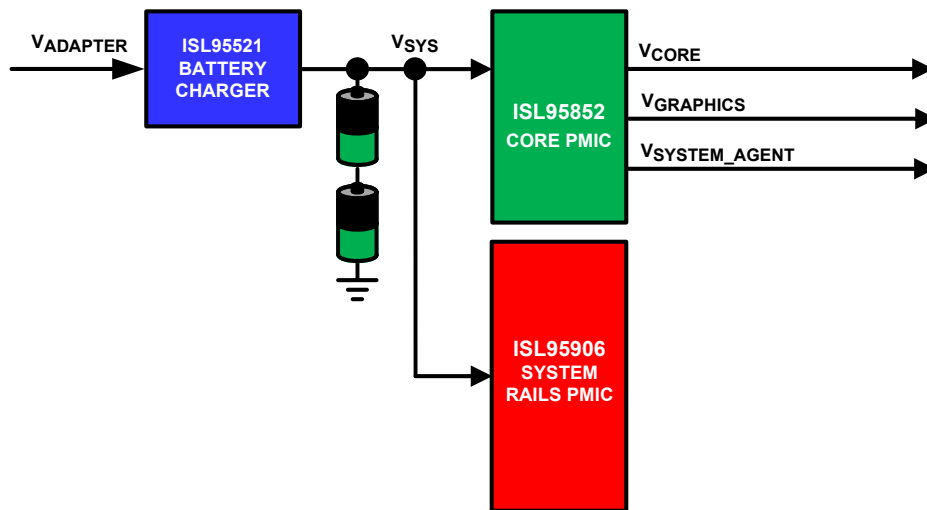 VADAPTER
ISL95521
BATTERY
CHARGER
VSYS
ISL95852
CORE PMIC
VCORE
VGRAPHICS
VSYSTEM_AGENT
ISL95906
SYSTEM
RAILS PMIC